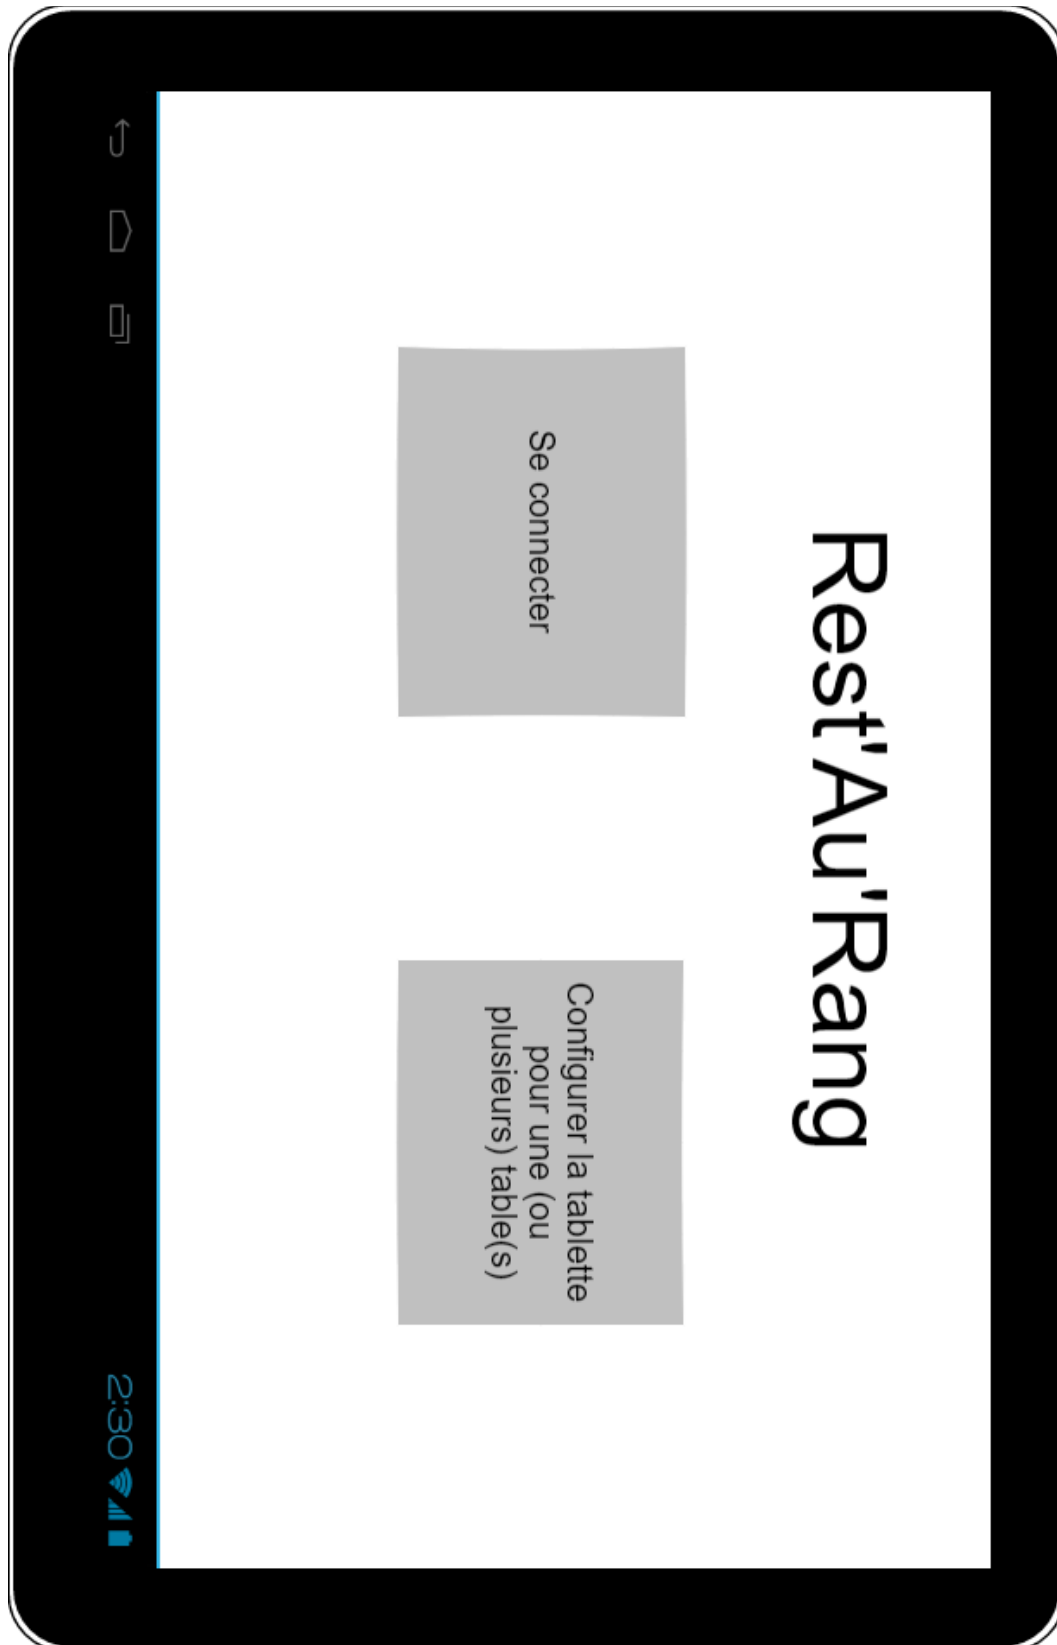 Rest'Au'Rang
Se connecter
Configurer la tablette
pour une (ou
plusieurs) table(s)
2:30